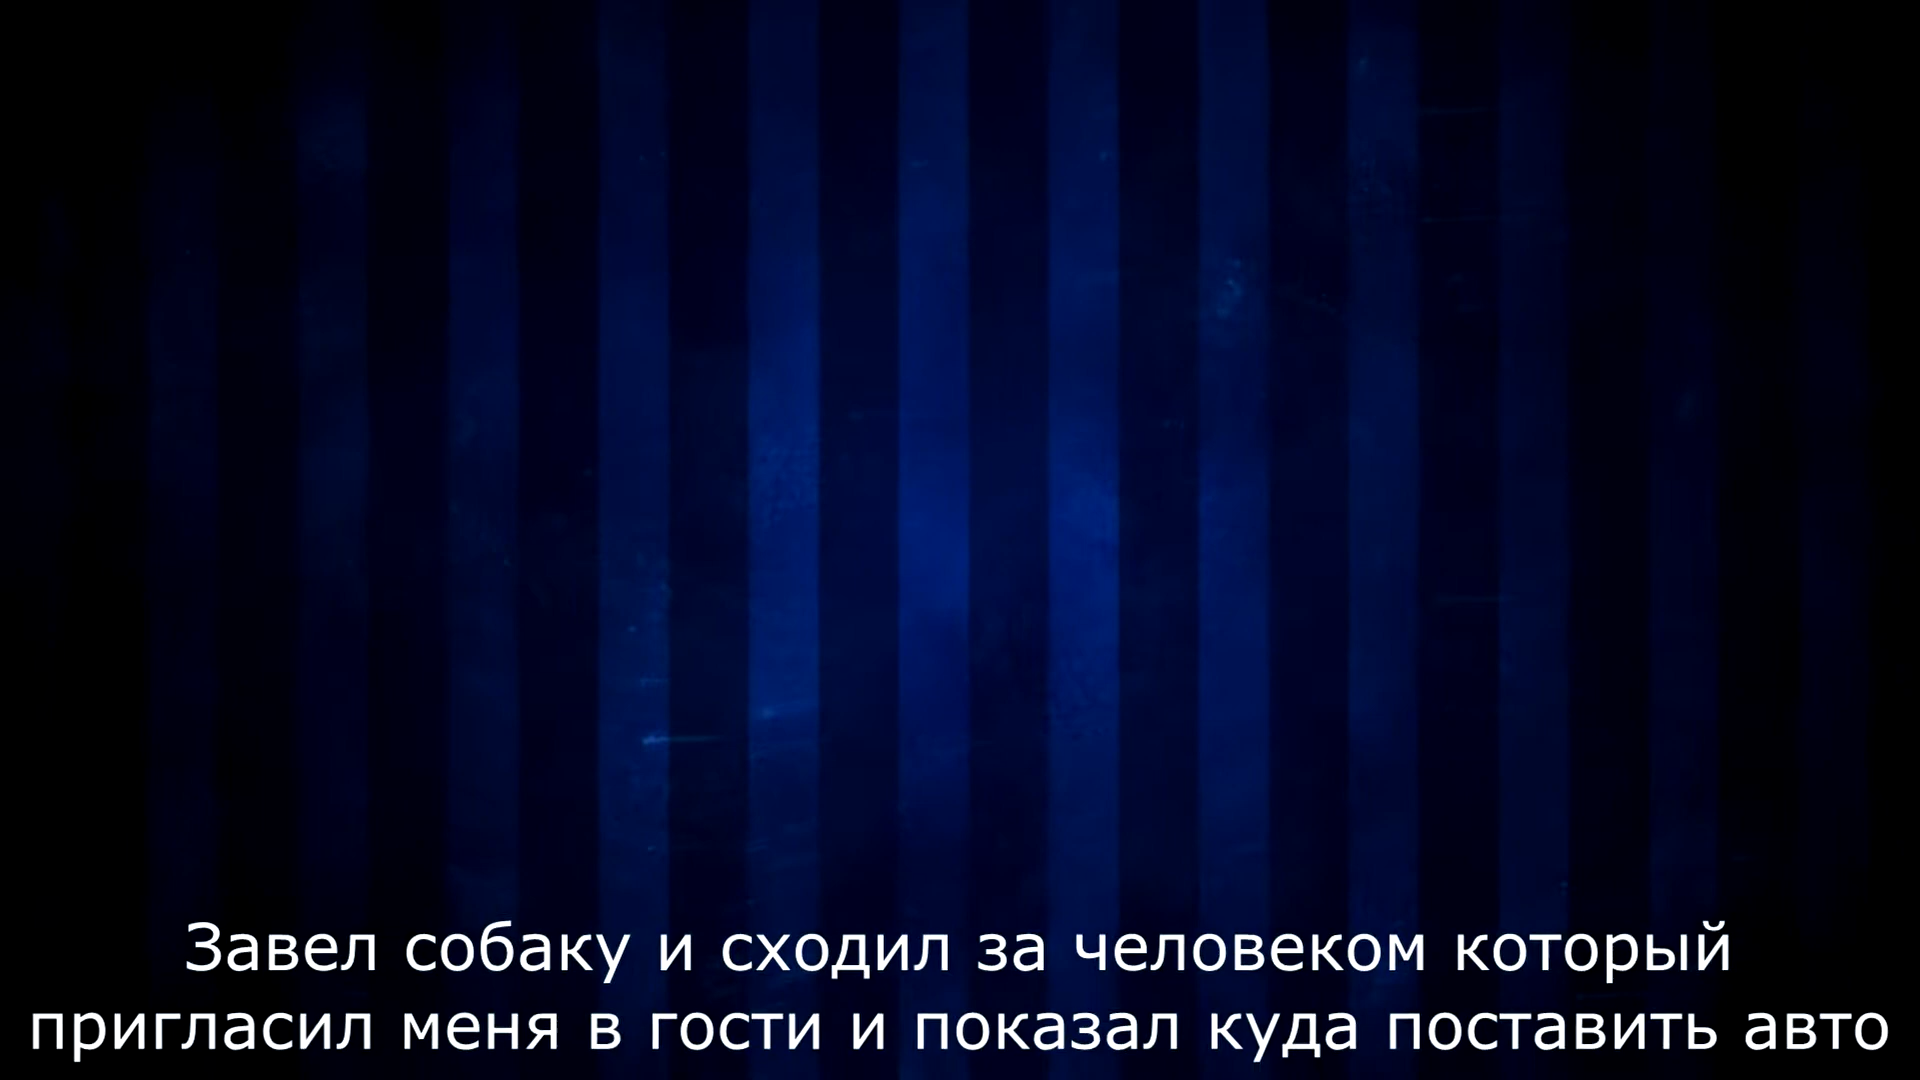 Завел собаку и сходил за человеком который
пригласил меня в гости и показал куда поставить авто